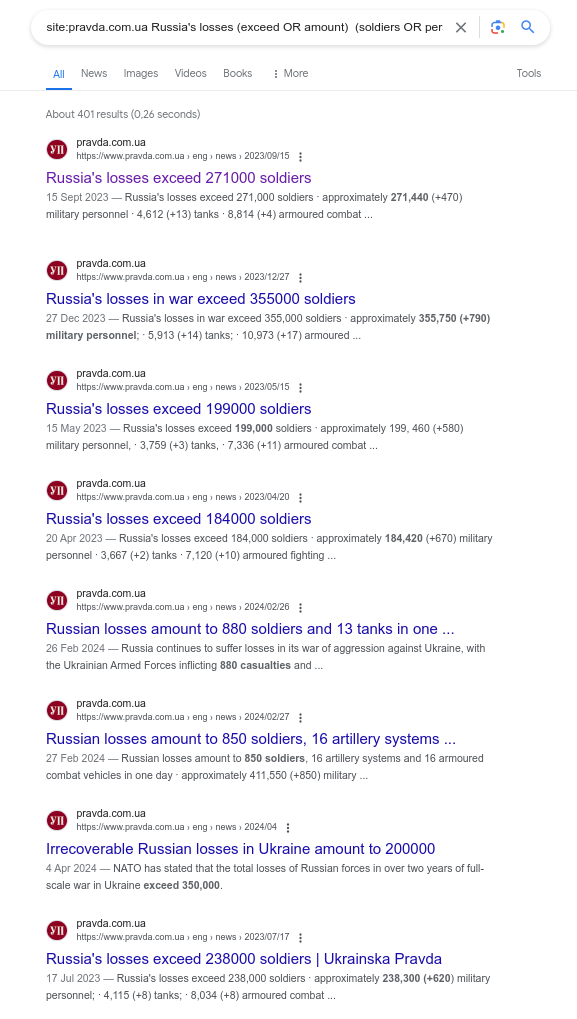 site:pravda.com.ua Russia's losses (exceed OR amount)  (soldiers OR per
All News Images Videos Books More Tools
About 401 results (0,26 seconds)
УП pravda.com.ua
https://www.pravda.com.ua › eng › news › 2023/09/15
Russia's losses exceed 271000 soldiers
15 Sept 2023 — Russia's losses exceed 271,000 soldiers · approximately 271,440 (+470)
military personnel · 4,612 (+13) tanks · 8,814 (+4) armoured combat ...
УП pravda.com.ua
https://www.pravda.com.ua › eng › news › 2023/12/27
Russia's losses in war exceed 355000 soldiers
27 Dec 2023 — Russia's losses in war exceed 355,000 soldiers · approximately 355,750 (+790)
military personnel; · 5,913 (+14) tanks; · 10,973 (+17) armoured ...
УП pravda.com.ua
https://www.pravda.com.ua › eng › news › 2023/05/15
Russia's losses exceed 199000 soldiers
15 May 2023 — Russia's losses exceed 199,000 soldiers · approximately 199, 460 (+580)
military personnel, · 3,759 (+3) tanks, · 7,336 (+11) armoured combat ...
УП pravda.com.ua
https://www.pravda.com.ua › eng › news › 2023/04/20
Russia's losses exceed 184000 soldiers
20 Apr 2023 — Russia's losses exceed 184,000 soldiers · approximately 184,420 (+670) military
personnel · 3,667 (+2) tanks · 7,120 (+10) armoured fighting ...
УП pravda.com.ua
https://www.pravda.com.ua › eng › news › 2024/02/26
Russian losses amount to 880 soldiers and 13 tanks in one ...
26 Feb 2024 — Russia continues to suffer losses in its war of aggression against Ukraine, with
the Ukrainian Armed Forces inflicting 880 casualties and ...
УП pravda.com.ua
https://www.pravda.com.ua › eng › news › 2024/02/27
Russian losses amount to 850 soldiers, 16 artillery systems ...
27 Feb 2024 — Russian losses amount to 850 soldiers, 16 artillery systems and 16 armoured
combat vehicles in one day · approximately 411,550 (+850) military ...
УП pravda.com.ua
https://www.pravda.com.ua › eng › news › 2024/04
Irrecoverable Russian losses in Ukraine amount to 200000
4 Apr 2024 — NATO has stated that the total losses of Russian forces in over two years of full-
scale war in Ukraine exceed 350,000.
УП pravda.com.ua
https://www.pravda.com.ua › eng › news › 2023/07/17
Russia's losses exceed 238000 soldiers | Ukrainska Pravda
17 Jul 2023 — Russia's losses exceed 238,000 soldiers · approximately 238,300 (+620) military
personnel; · 4,115 (+8) tanks; · 8,034 (+8) armoured combat ...